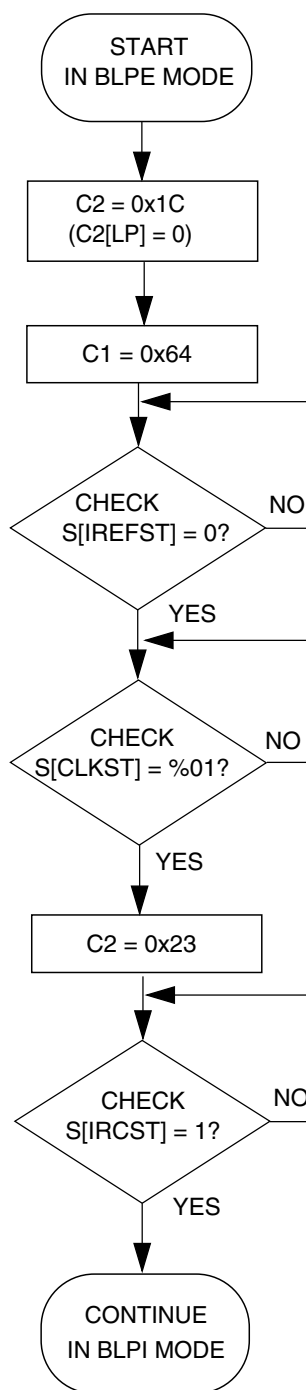 START
IN BLPE MODE
C2 = 0x1C
(C2[LP] = 0)
C1 = 0x64
CHECK
S[IREFST] = 0?
NO
YES
CHECK
S[CLKST] = %01?
NO
YES
C2 = 0x23
CHECK
S[IRCST] = 1?
NO
YES
CONTINUE
IN BLPI MODE